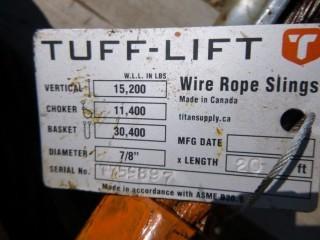 TUFF-LIFT
W.L.L. IN LBS
VERTICAL 15,200
CHOKER 11,400
BASKET 30,400
DIAMETER 7/8"
SERIAL No.
Wire Rope Slings
Made in Canada
titansupply.ca
MFG DATE
x LENGTH 20 ft
Made in accordance with ASME